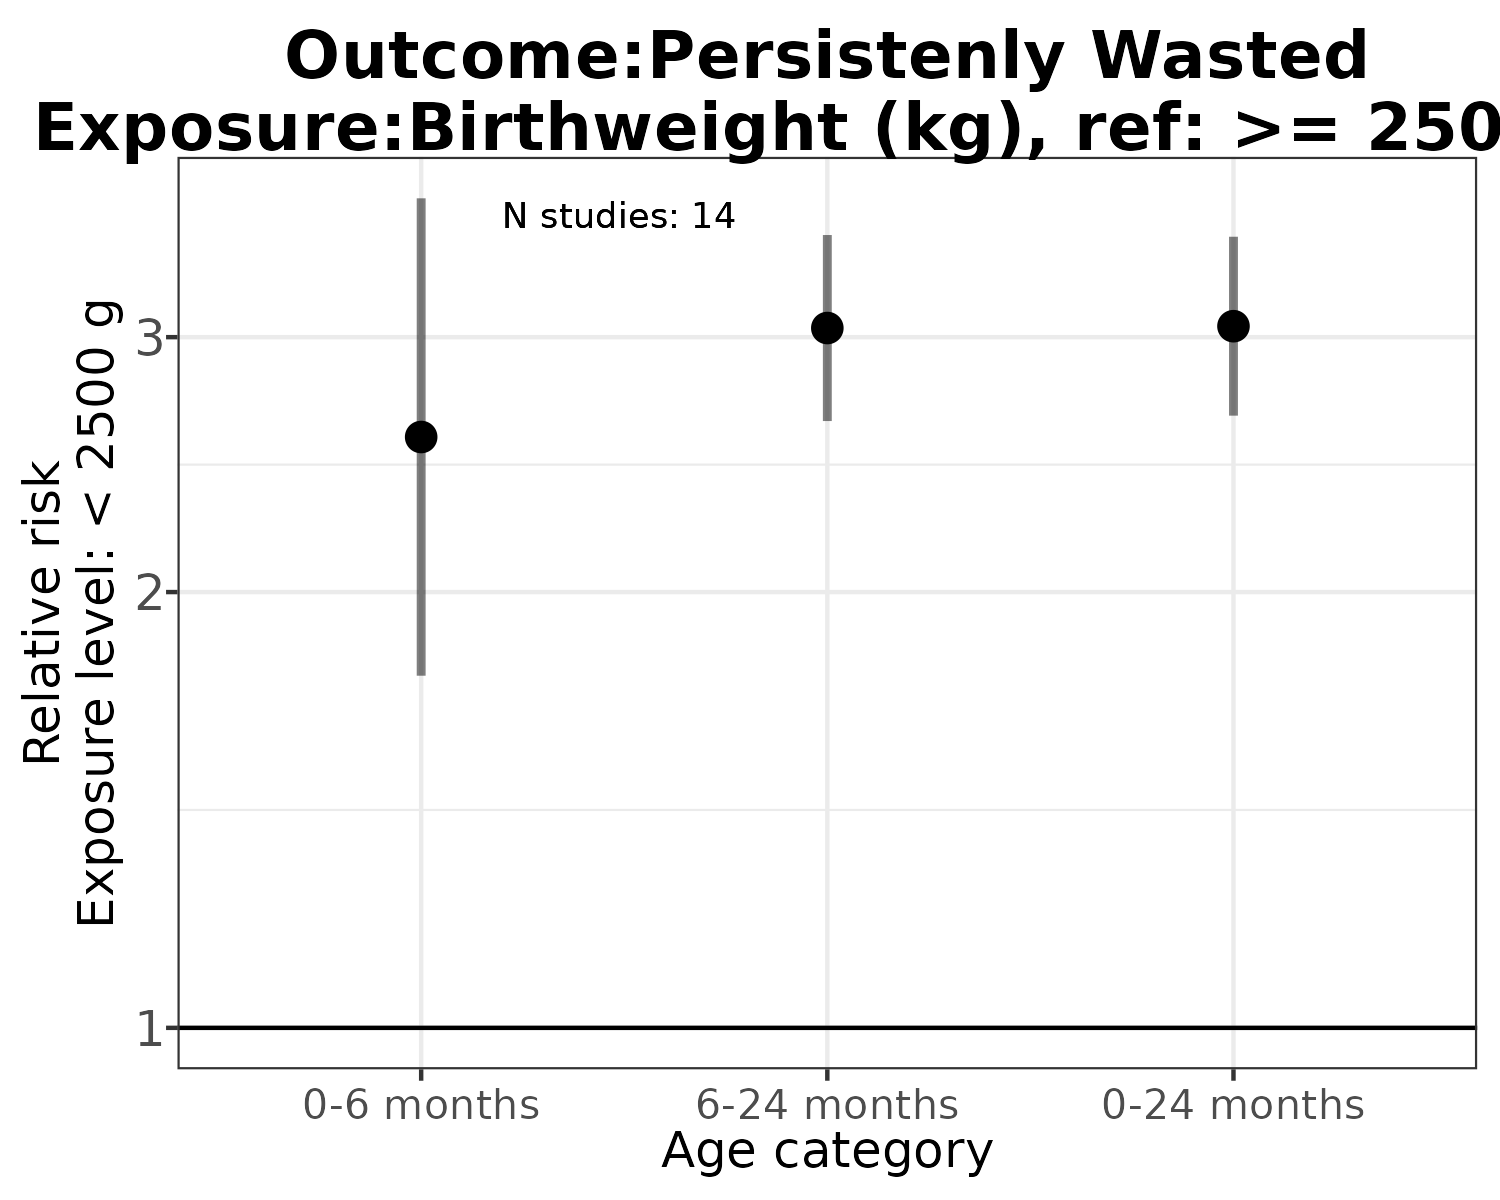 Outcome:Persistenly Wasted
Exposure:Birthweight (kg), ref: >= 250
N studies: 14
Relative risk
Exposure level: < 2500 g
3
2
1
0-6 months
6-24 months
0-24 months
Age category